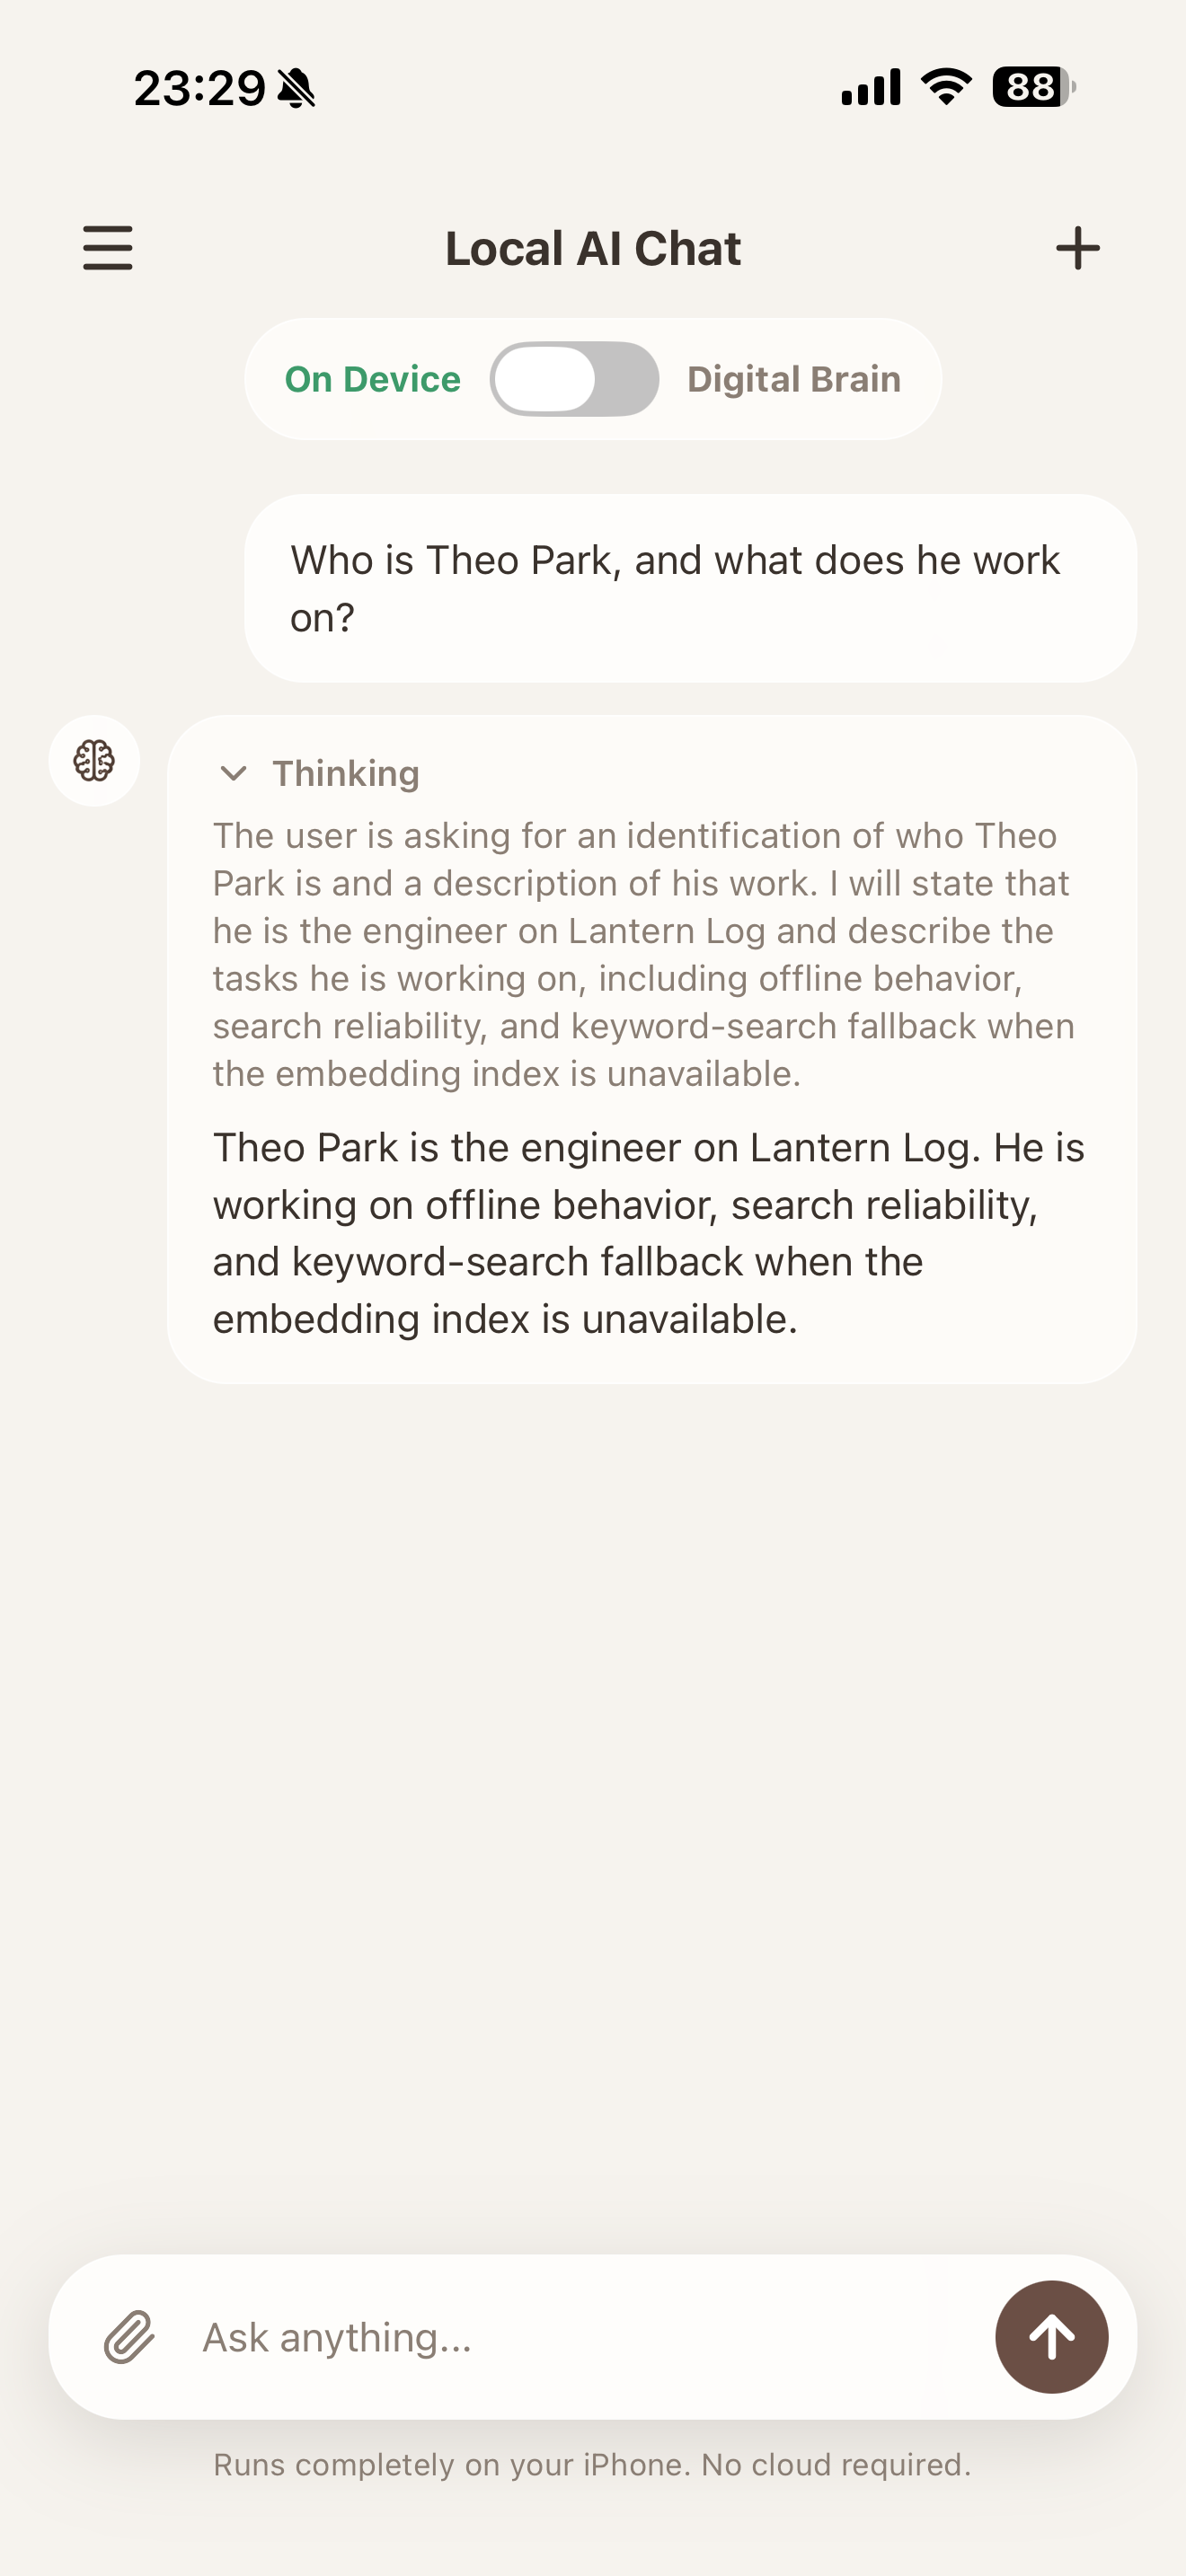 23:29
88
Local AI Chat
On Device
Digital Brain
Who is Theo Park, and what does he work
on?
Thinking
The user is asking for an identification of who Theo
Park is and a description of his work. I will state that
he is the engineer on Lantern Log and describe the
tasks he is working on, including offline behavior,
search reliability, and keyword-search fallback when
the embedding index is unavailable.
Theo Park is the engineer on Lantern Log. He is
working on offline behavior, search reliability,
and keyword-search fallback when the
embedding index is unavailable.
Ask anything...
Runs completely on your iPhone. No cloud required.